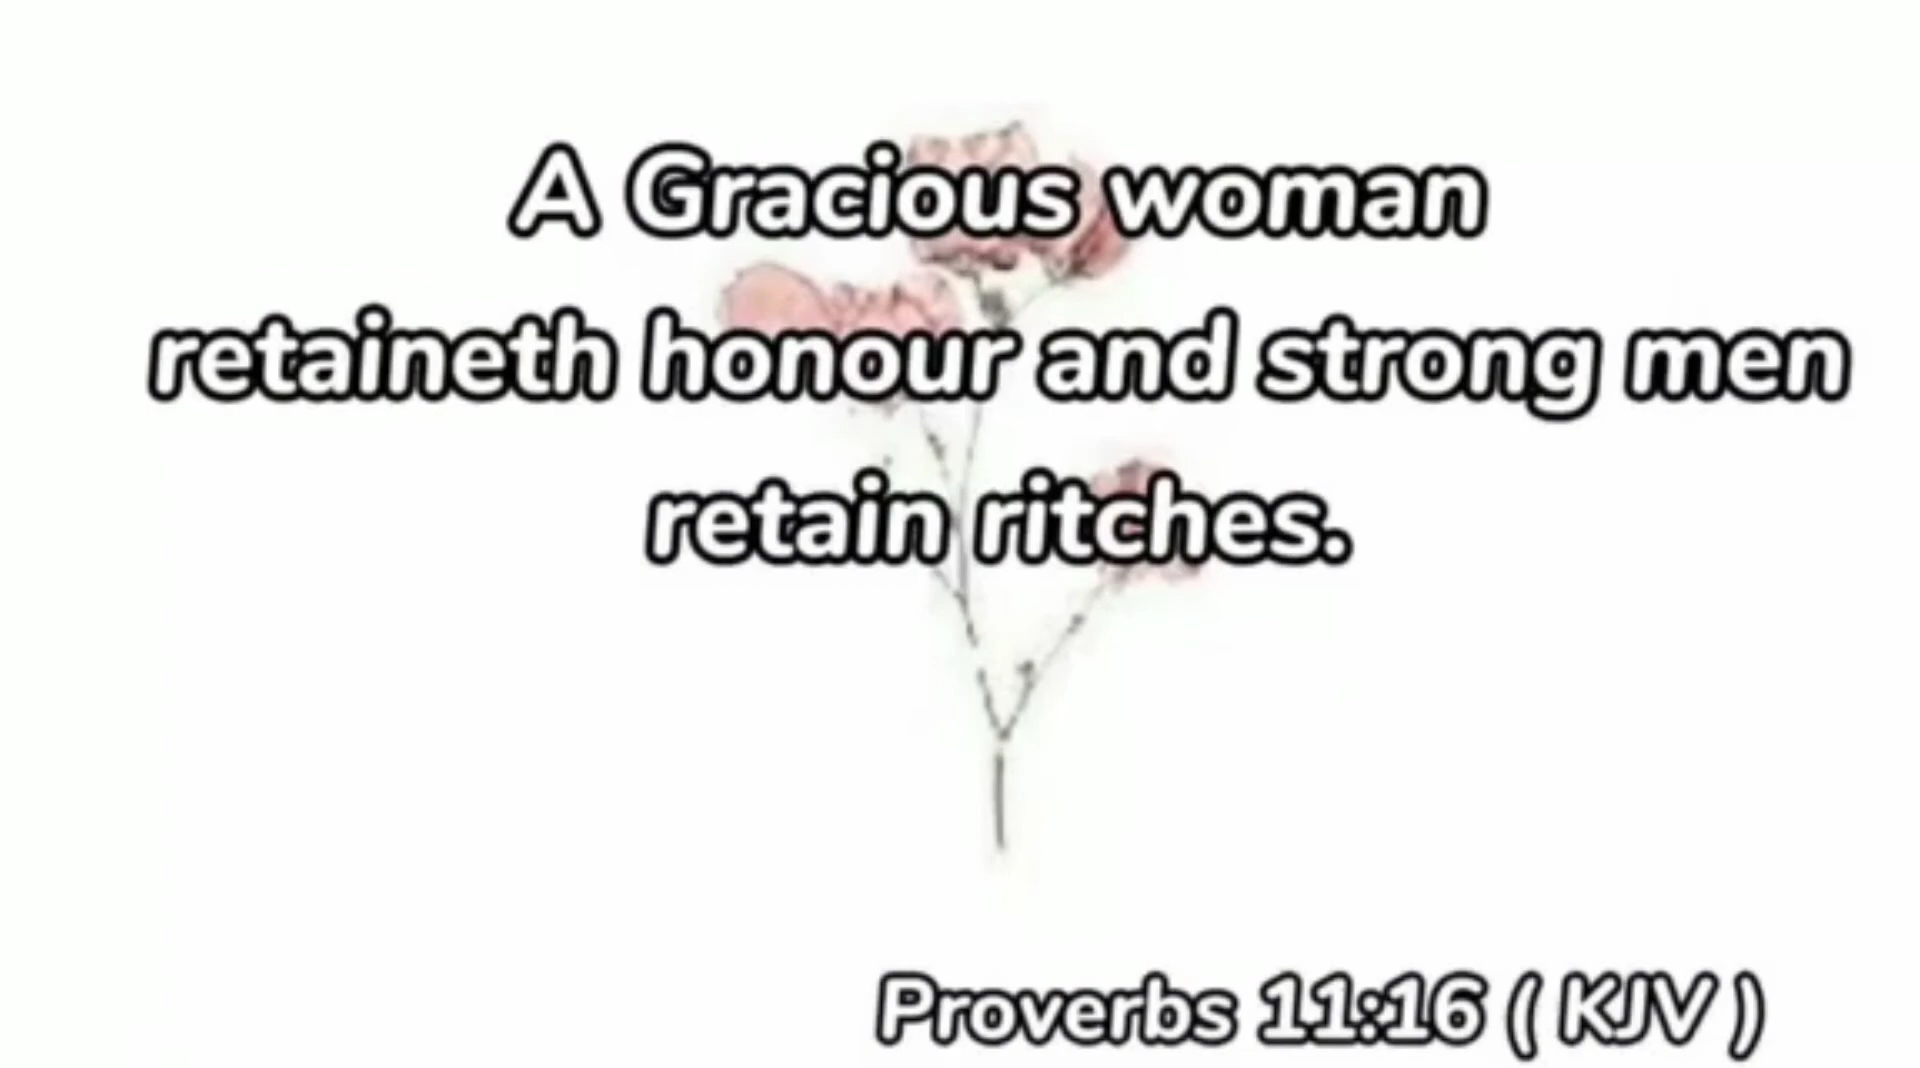 A Gracious woman
retaineth honour and strong men
retain ritches.
Proverbs 11:16 ( KJV )